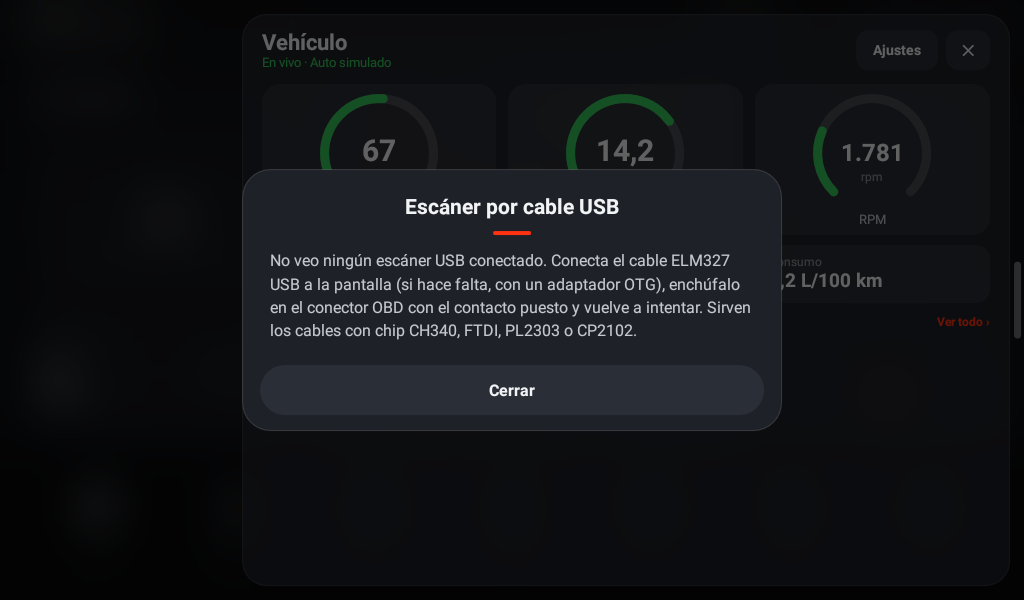 Vehículo
En vivo · Auto simulado
Ajustes
67
14,2
1.781
rpm
RPM
Escáner por cable USB
No veo ningún escáner USB conectado. Conecta el cable ELM327
USB a la pantalla (si hace falta, con un adaptador OTG), enchúfalo
en el conector OBD con el contacto puesto y vuelve a intentar. Sirven
los cables con chip CH340, FTDI, PL2303 o CP2102.
Cerrar
,2 L/100 km
Ver todo ›